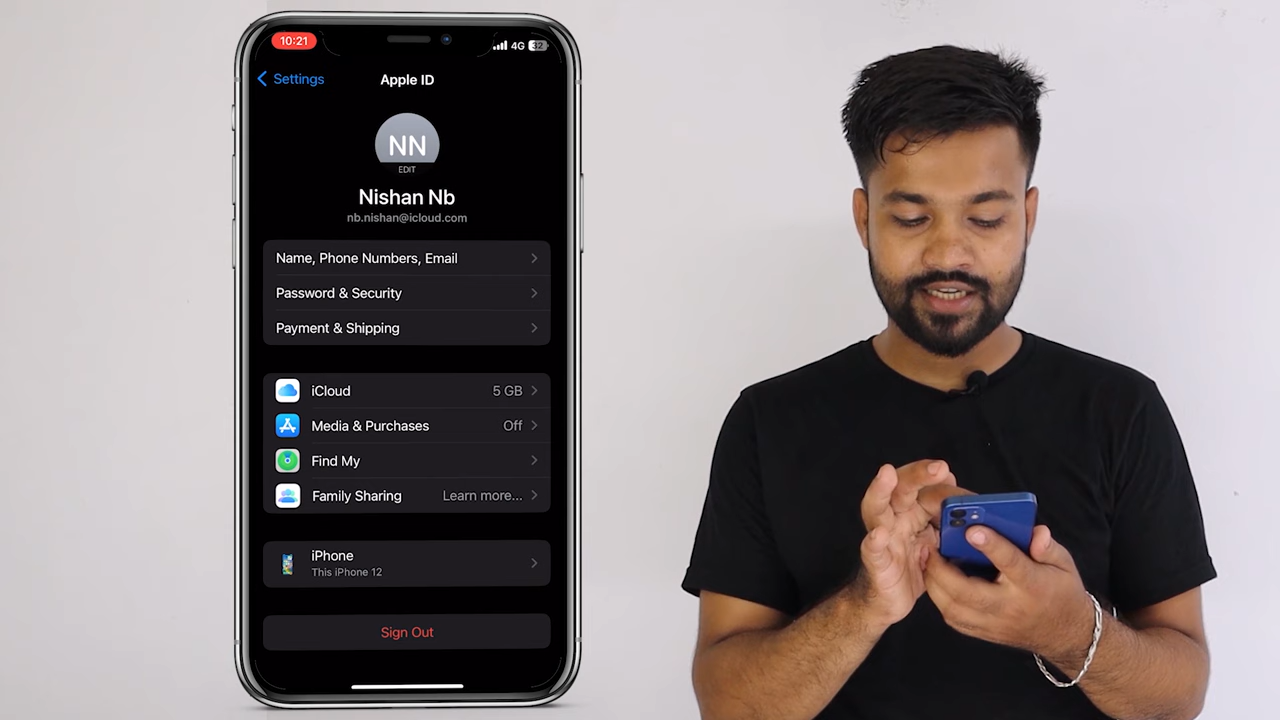 10:21
4G 32
Settings
Apple ID
NN
EDIT
Nishan Nb
nb.nishan@icloud.com
Name, Phone Numbers, Email
Password & Security
Payment & Shipping
iCloud 5 GB
Media & Purchases Off
Find My
Family Sharing Learn more...
iPhone
This iPhone 12
Sign Out